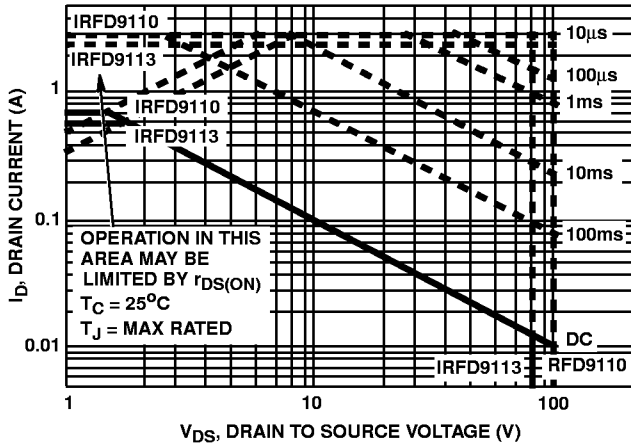 IRFD9110
IRFD9113
IRFD9110
IRFD9113
10µs
100µs
1ms
10ms
100ms
DC
OPERATION IN THIS
AREA MAY BE
LIMITED BY rDS(ON)
TC = 25oC
TJ = MAX RATED
IRFD9113
RFD9110
ID, DRAIN CURRENT (A)
1
0.1
0.01
1
10
100
VDS, DRAIN TO SOURCE VOLTAGE (V)